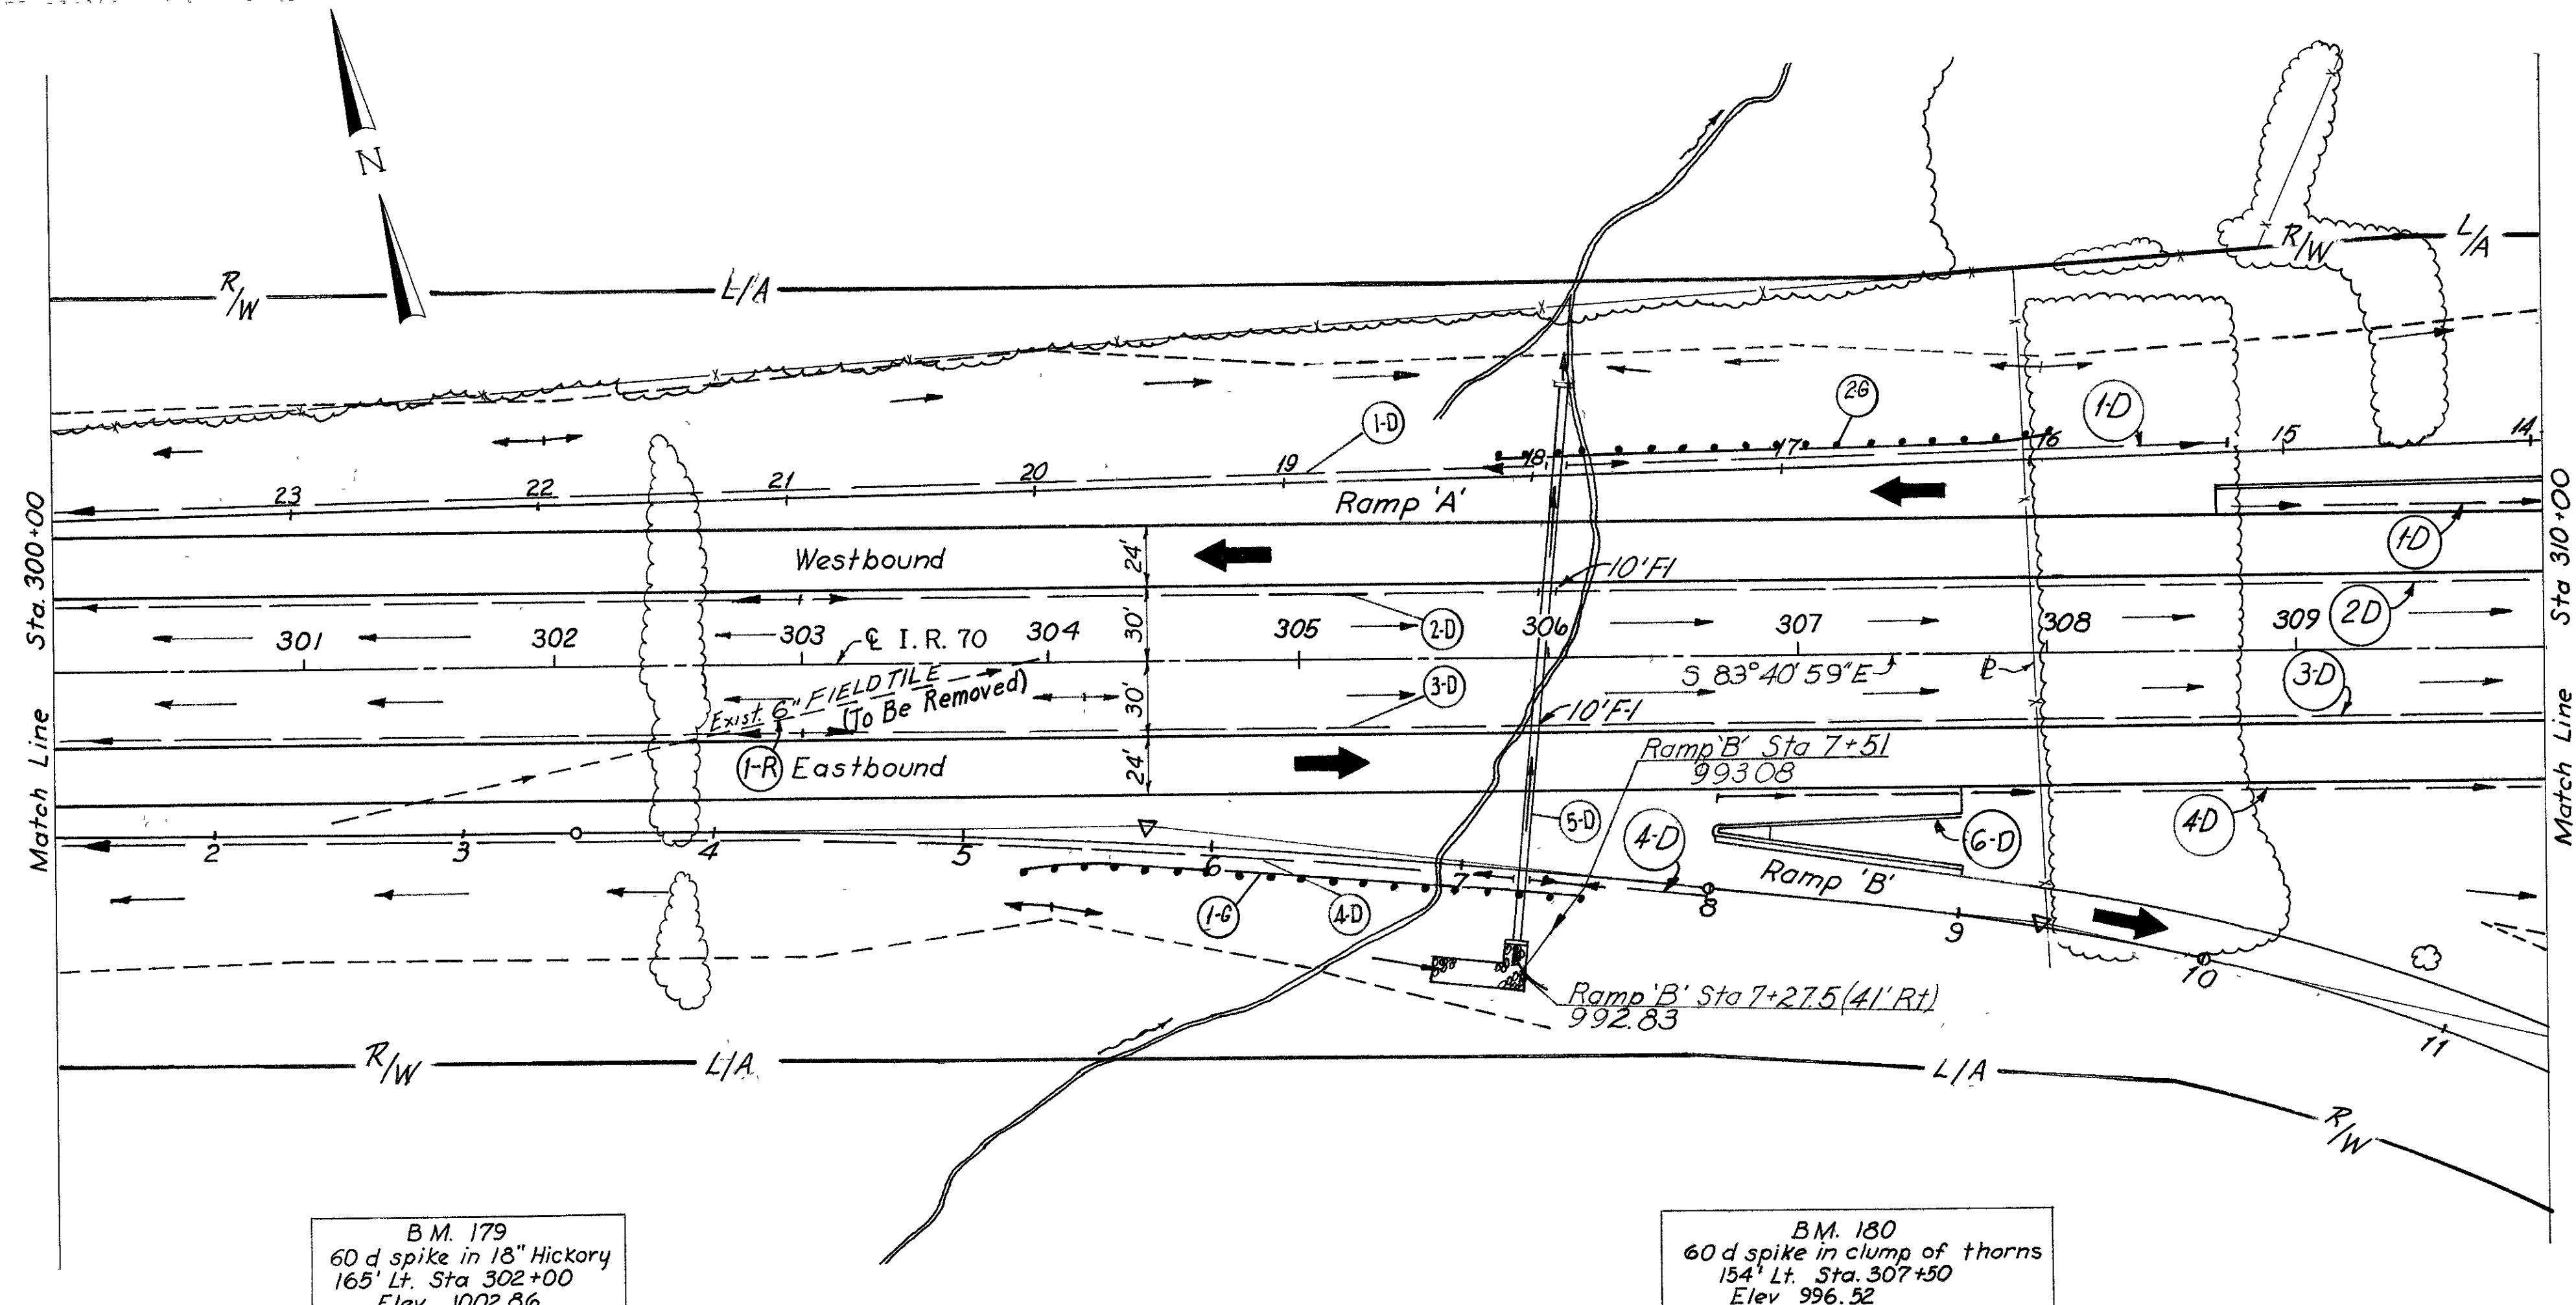 N
R/W
L/A
R/W
L/A
1-D
2-G
1-D
23
22
21
20
19
18
17
16
15
14
Ramp 'A'
1-D
Match Line Sta. 300+00
Match Line Sta 310+00
Westbound
24'
10' F-1
30'
2-D
2D
301
302
303
304
305
306
307
308
309
℄ I.R. 70
S 83°40'59"E
℄
3-D
3-D
Exist. 6" FIELD TILE
(To Be Removed)
30'
10' F-1
1-R
Eastbound
24'
Ramp 'B' Sta 7+51
993.08
5-D
4-D
6-D
4D
Ramp 'B'
2
3
4
5
6
7
8
9
10
11
1-G
4-D
Ramp 'B' Sta 7+27.5 (41' Rt)
992.83
R/W
L/A
L/A
R/W
B M. 179
60 d spike in 18" Hickory
165' Lt. Sta 302+00
Elev 1002.86
B M. 180
60 d spike in clump of thorns
154' Lt. Sta. 307+50
Elev 996.52